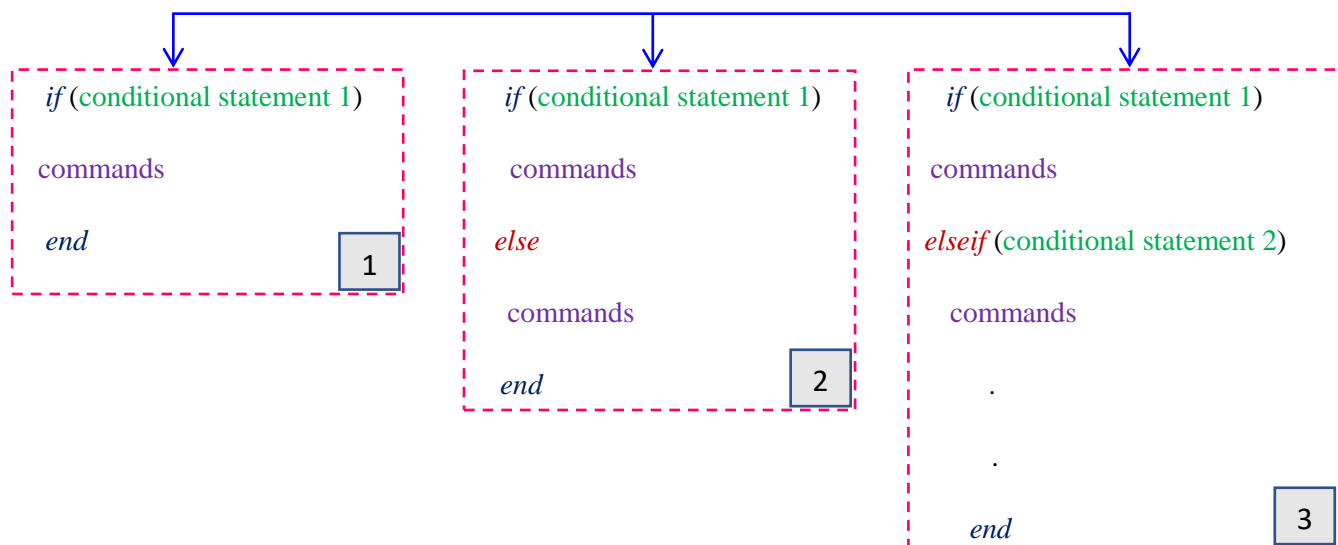 if (conditional statement 1)
commands
end
1
if (conditional statement 1)
commands
else
commands
end
2
if (conditional statement 1)
commands
elseif (conditional statement 2)
commands
.
.
end
3